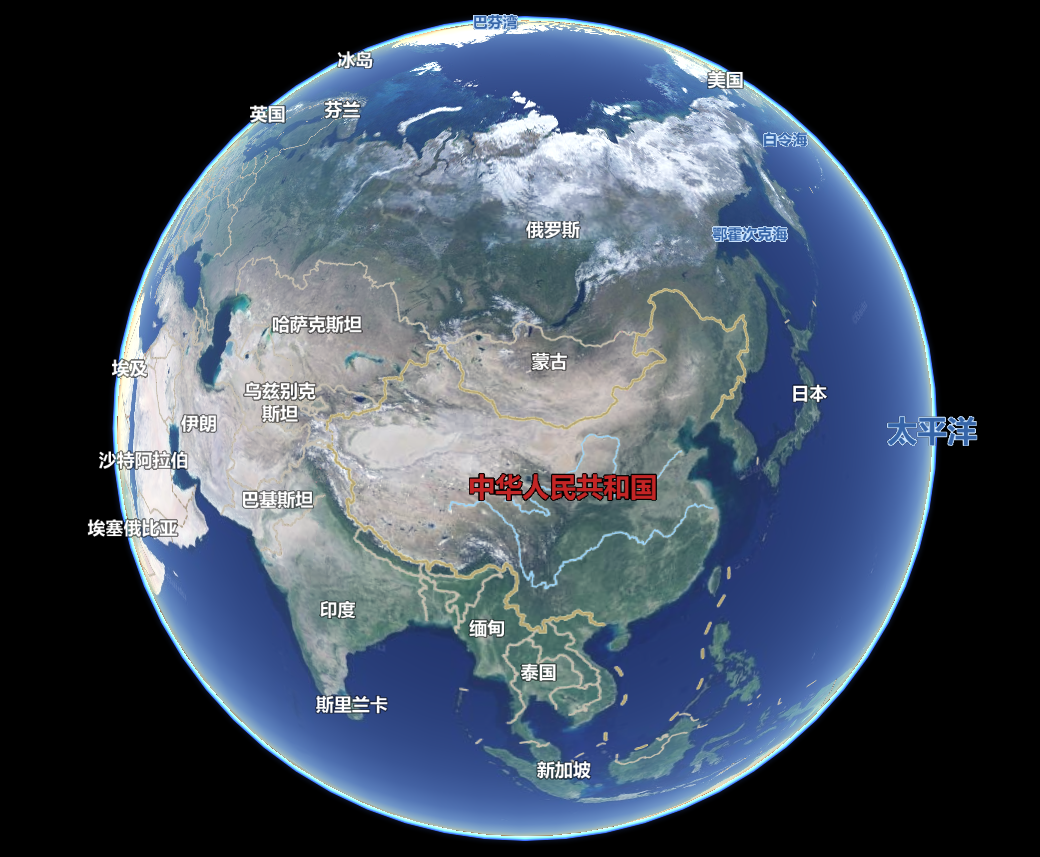 巴芬湾
冰岛
美国
芬兰
英国
白令海
俄罗斯
鄂霍次克海
哈萨克斯坦
蒙古
埃及
乌兹别克
斯坦
日本
伊朗
太平洋
沙特阿拉伯
中华人民共和国
巴基斯坦
埃塞俄比亚
印度
缅甸
泰国
斯里兰卡
新加坡